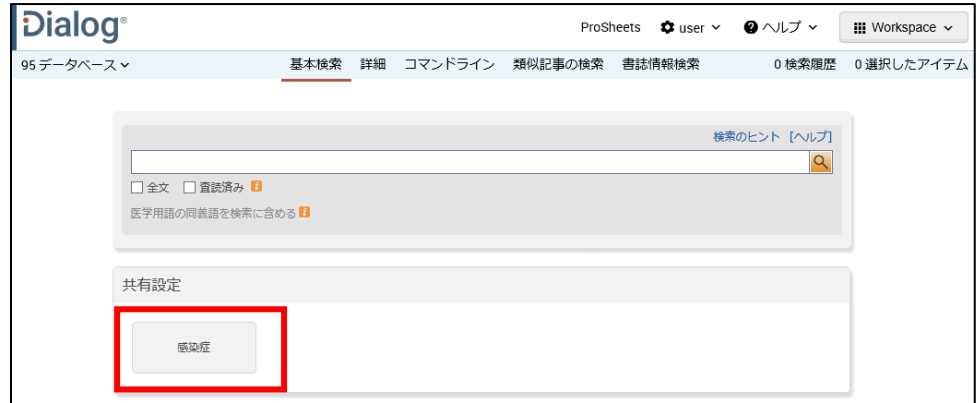 Dialog®
ProSheets user ヘルプ Workspace
95 データベース 基本検索 詳細 コマンドライン 類似記事の検索 書誌情報検索 0 検索履歴 0 選択したアイテム
検索のヒント [ヘルプ]
全文 査読済み
医学用語の同義語を検索に含める
共有設定
感染症